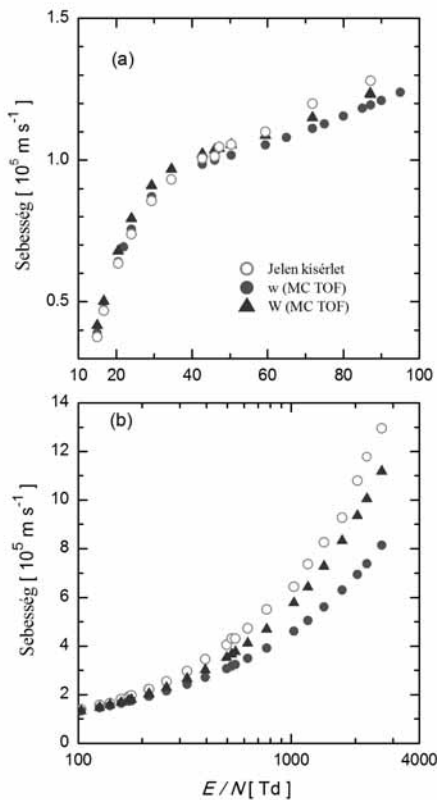 (a)
1.5
1.0
0.5
Sebesség [ 10⁵ m s⁻¹ ]
Jelen kísérlet
w (MC TOF)
W (MC TOF)
10 20 40 60 80 100
(b)
14
12
10
8
6
4
2
0
Sebesség [ 10⁵ m s⁻¹ ]
100 1000 4000
E / N [ Td ]